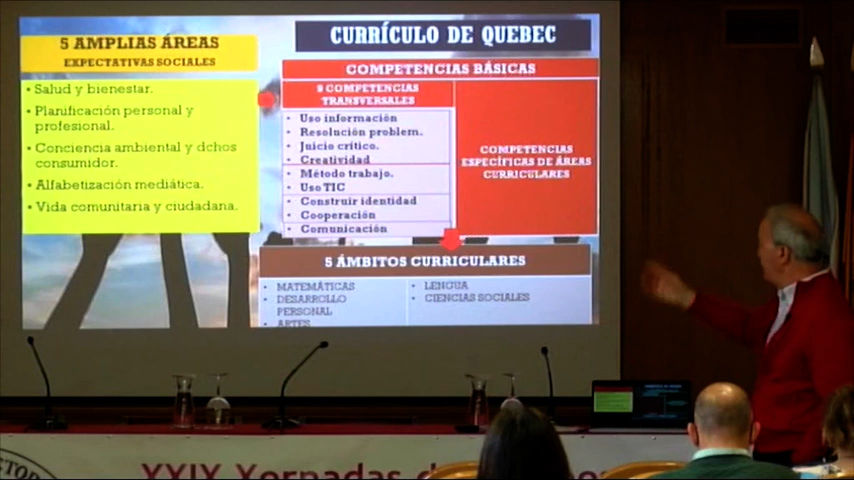 5 AMPLIAS ÁREAS
EXPECTATIVAS SOCIALES
• Salud y bienestar.
• Planificación personal y
profesional.
• Conciencia ambiental y dchos
consumidor.
• Alfabetización mediática.
• Vida comunitaria y ciudadana.
CURRÍCULO DE QUEBEC
COMPETENCIAS BÁSICAS
9 COMPETENCIAS
TRANSVERSALES
• Uso información
• Resolución problem.
• Juicio crítico.
• Creatividad
• Método trabajo.
• Uso TIC
• Construir identidad
• Cooperación
• Comunicación
COMPETENCIAS
ESPECÍFICAS DE ÁREAS
CURRICULARES
5 ÁMBITOS CURRICULARES
• MATEMÁTICAS
• DESARROLLO
PERSONAL
• ARTES
• LENGUA
• CIENCIAS SOCIALES
XXIX Xornadas